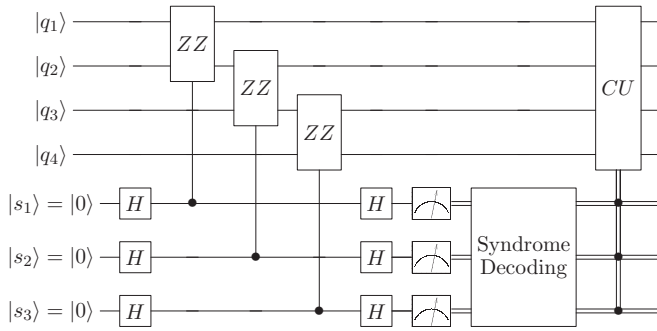 |q₁⟩
ZZ
|q₂⟩
ZZ
CU
|q₃⟩
ZZ
|q₄⟩
|s₁⟩ = |0⟩ H H
|s₂⟩ = |0⟩ H H
Syndrome
Decoding
|s₃⟩ = |0⟩ H H